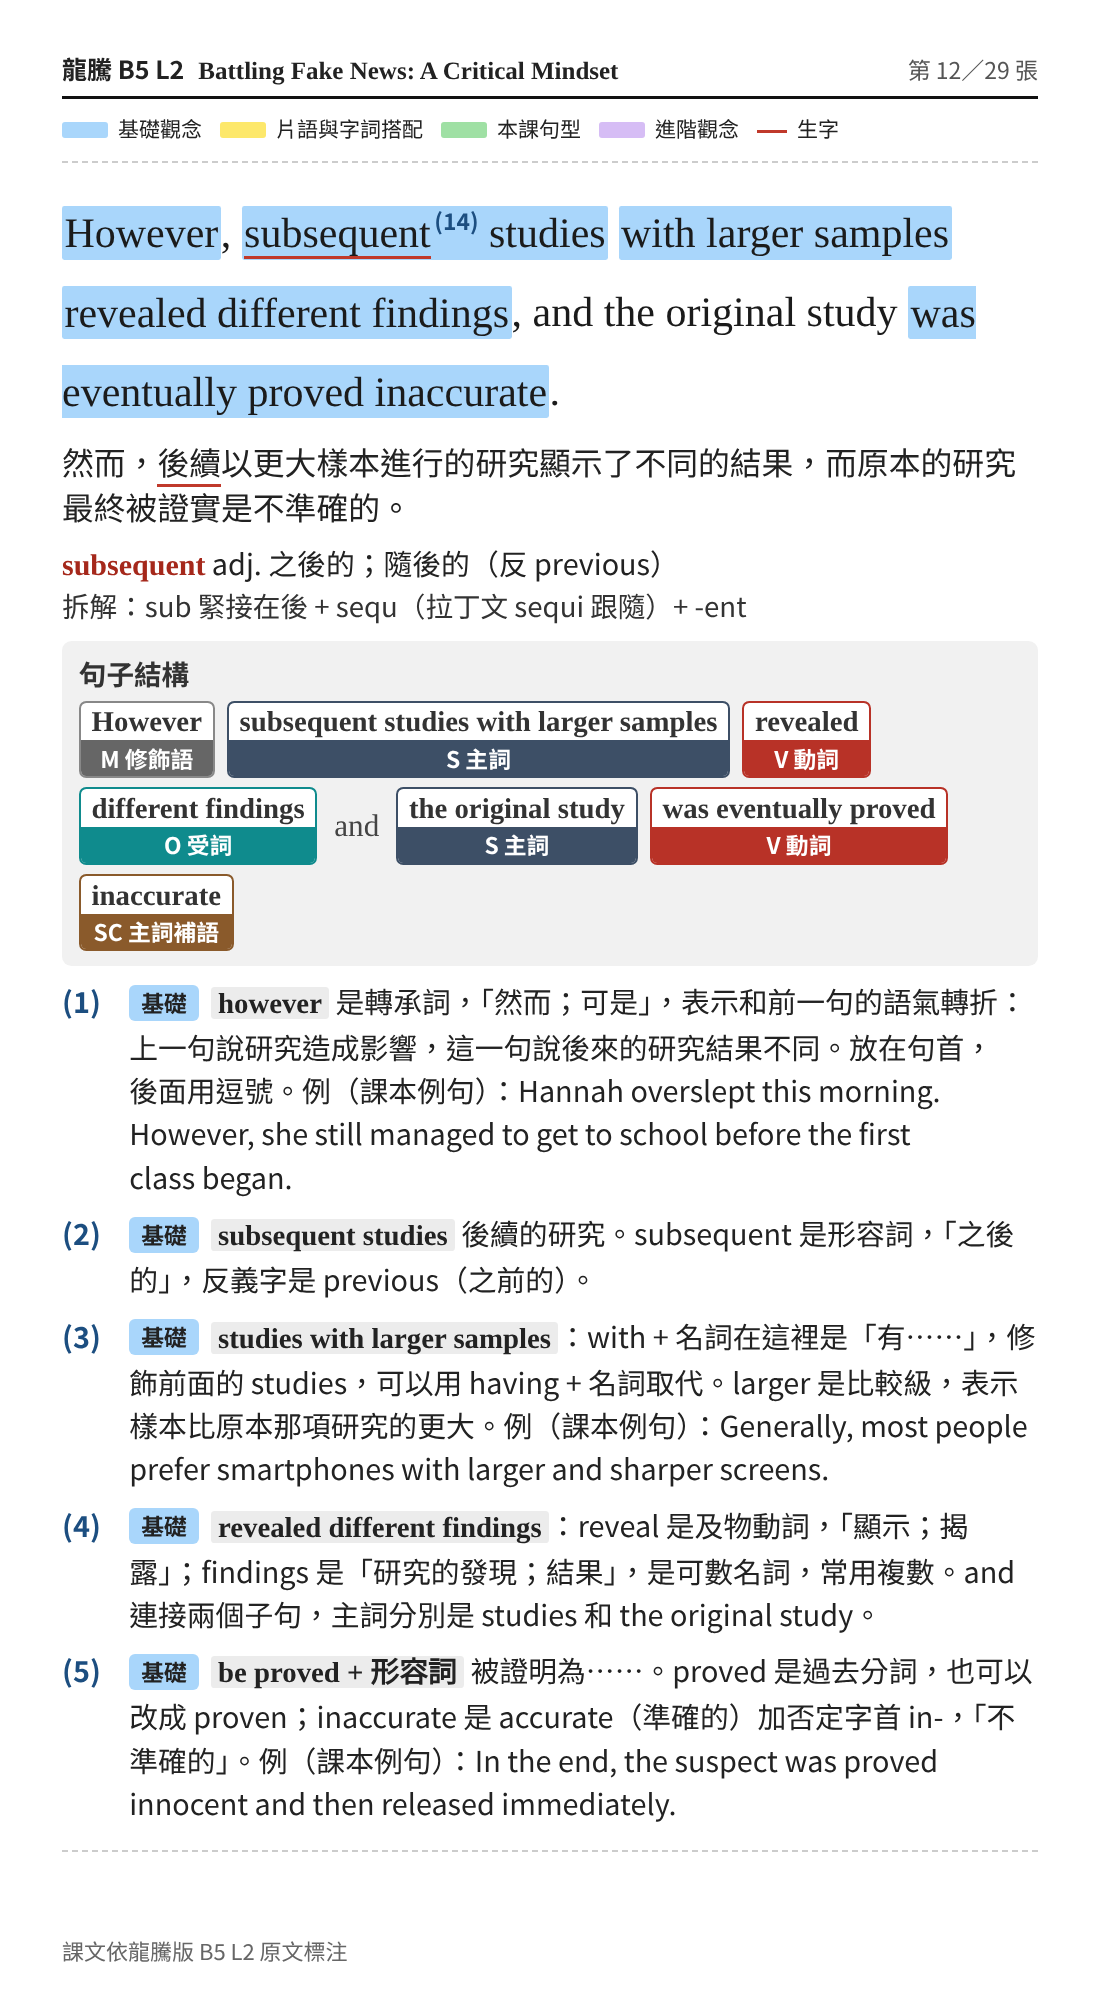 龍騰 B5 L2 Battling Fake News: A Critical Mindset 第 12／29 張
基礎觀念 片語與字詞搭配 本課句型 進階觀念 生字
However, subsequent(14) studies with larger samples
revealed different findings, and the original study was
eventually proved inaccurate.
然而，後續以更大樣本進行的研究顯示了不同的結果，而原本的研究
最終被證實是不準確的。
subsequent adj. 之後的；隨後的（反 previous）
拆解：sub 緊接在後 + sequ（拉丁文 sequi 跟隨）+ -ent
句子結構
However subsequent studies with larger samples revealed
M 修飾語 S 主詞 V 動詞
different findings and the original study was eventually proved
O 受詞 S 主詞 V 動詞
inaccurate
SC 主詞補語
(1) 基礎 however 是轉承詞，「然而；可是」，表示和前一句的語氣轉折：
上一句說研究造成影響，這一句說後來的研究結果不同。放在句首，
後面用逗號。例（課本例句）：Hannah overslept this morning.
However, she still managed to get to school before the first
class began.
(2) 基礎 subsequent studies 後續的研究。subsequent 是形容詞，「之後
的」，反義字是 previous（之前的）。
(3) 基礎 studies with larger samples：with + 名詞在這裡是「有⋯⋯」，修
飾前面的 studies，可以用 having + 名詞取代。larger 是比較級，表示
樣本比原本那項研究的更大。例（課本例句）：Generally, most people
prefer smartphones with larger and sharper screens.
(4) 基礎 revealed different findings：reveal 是及物動詞，「顯示；揭
露」；findings 是「研究的發現；結果」，是可數名詞，常用複數。and
連接兩個子句，主詞分別是 studies 和 the original study。
(5) 基礎 be proved + 形容詞 被證明為⋯⋯。proved 是過去分詞，也可以
改成 proven；inaccurate 是 accurate（準確的）加否定字首 in-，「不
準確的」。例（課本例句）：In the end, the suspect was proved
innocent and then released immediately.
課文依龍騰版 B5 L2 原文標注